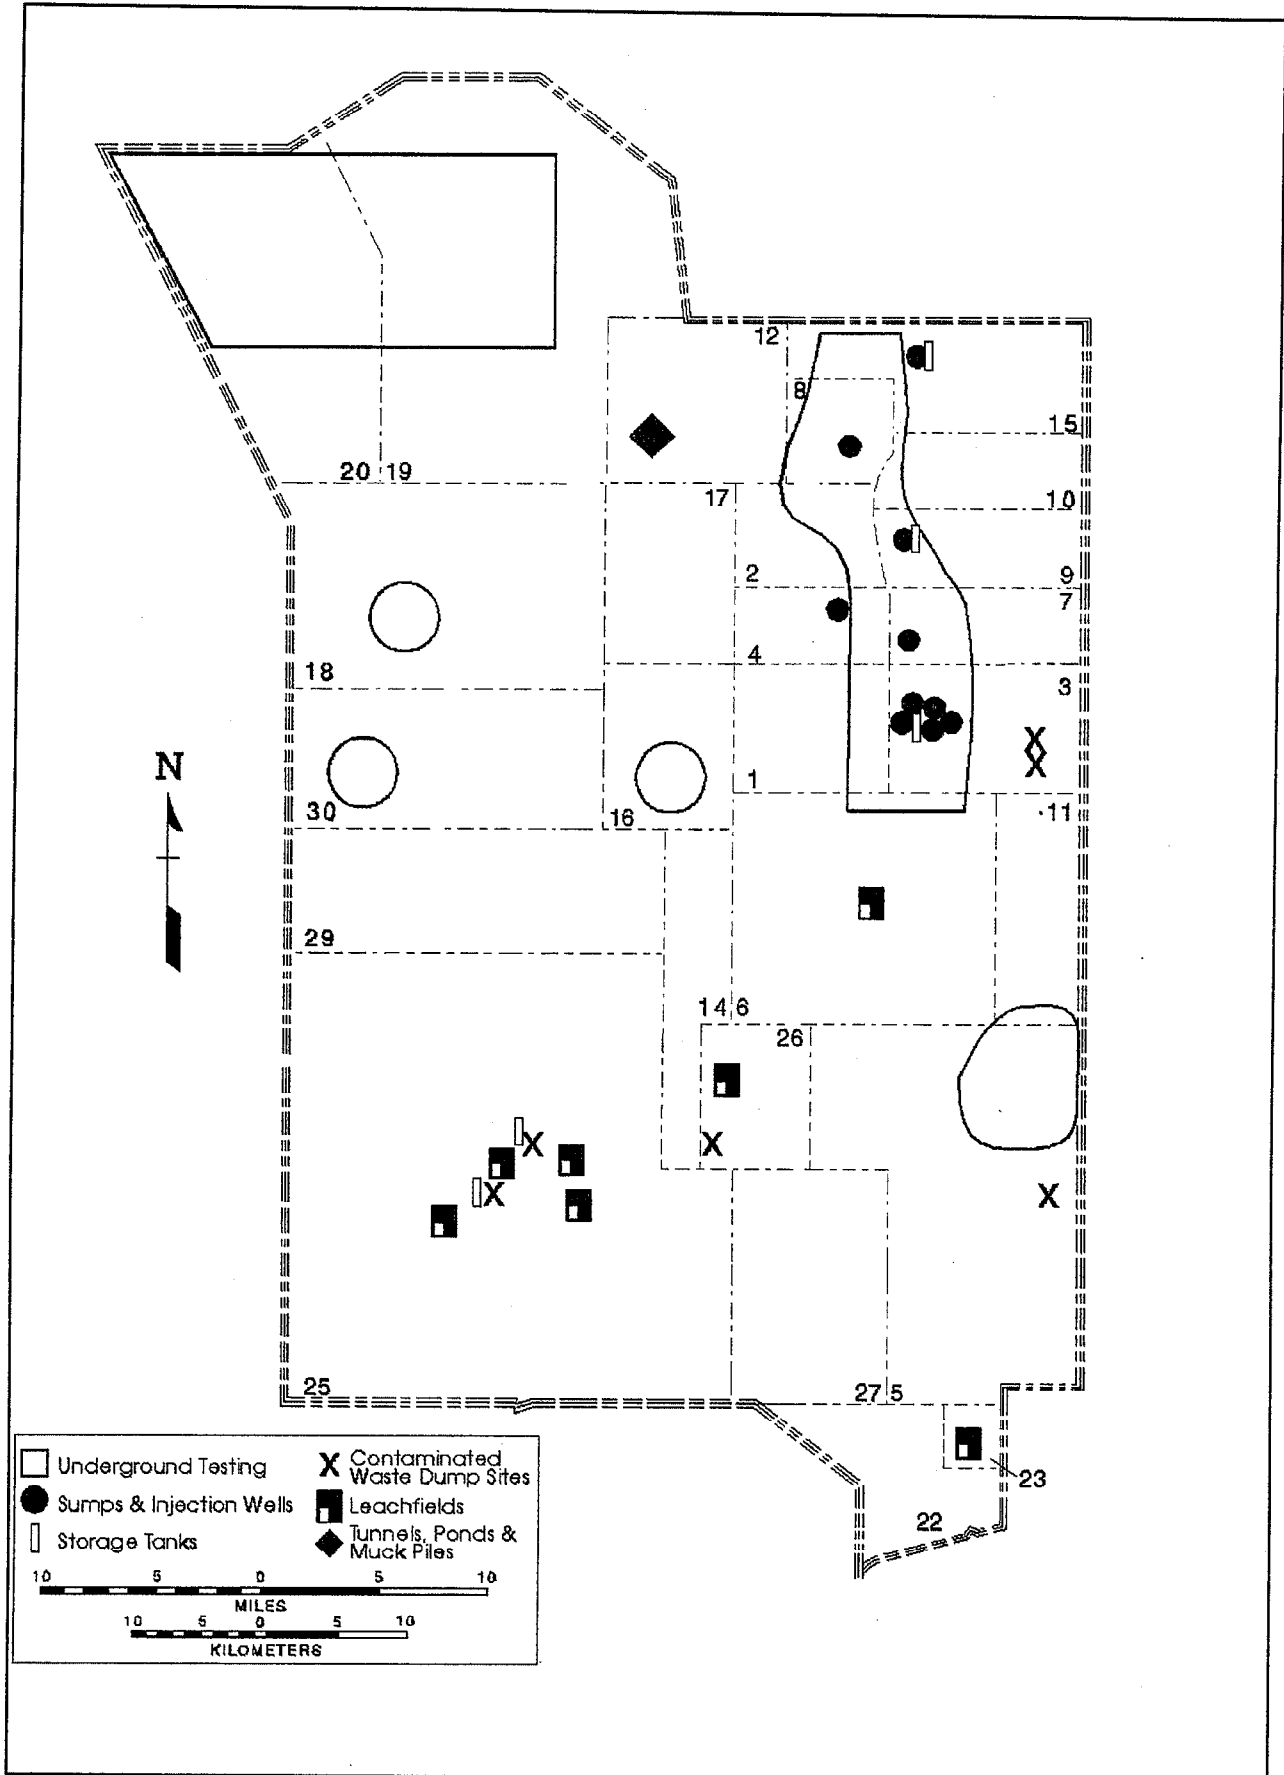 12
8
15
20 19
17
10
2
9
7
4
18
3
N
1
30
16
11
29
14 6
26
25
27 5
23
22
Underground Testing
Sumps & Injection Wells
Storage Tanks
X Contaminated
Waste Dump Sites
Leachfields
Tunnels, Ponds &
Muck Piles
10 5 0 5 10
MILES
10 5 0 5 10
KILOMETERS